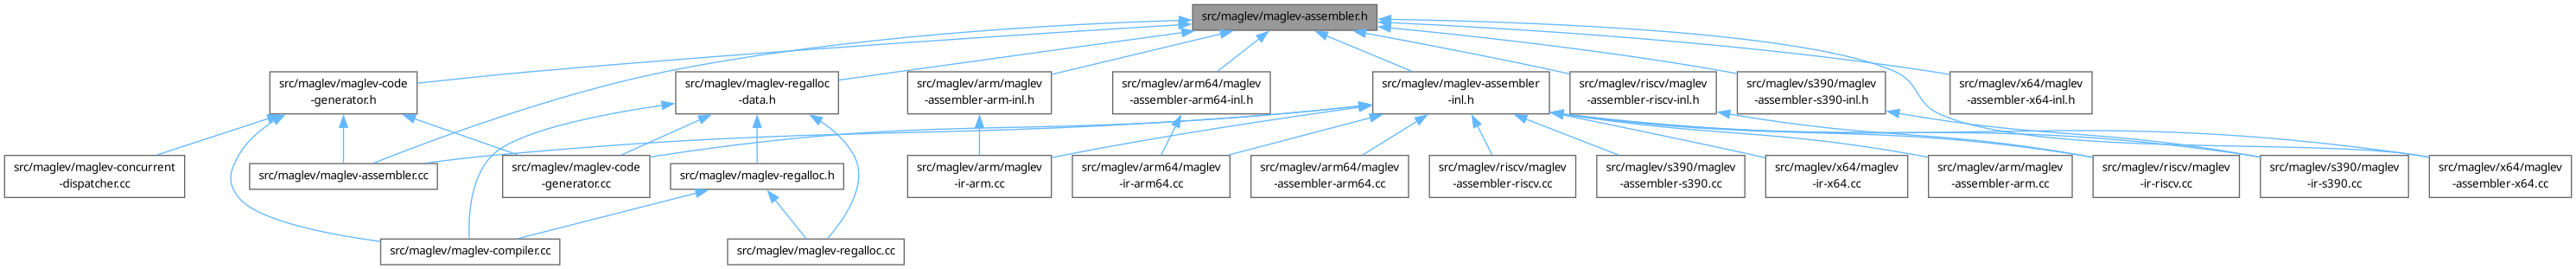 src/maglev/maglev-assembler.h
src/maglev/maglev-code
-generator.h
src/maglev/maglev-regalloc
-data.h
src/maglev/arm/maglev
-assembler-arm-inl.h
src/maglev/arm64/maglev
-assembler-arm64-inl.h
src/maglev/maglev-assembler
-inl.h
src/maglev/riscv/maglev
-assembler-riscv-inl.h
src/maglev/s390/maglev
-assembler-s390-inl.h
src/maglev/x64/maglev
-assembler-x64-inl.h
src/maglev/maglev-concurrent
-dispatcher.cc
src/maglev/maglev-assembler.cc
src/maglev/maglev-code
-generator.cc
src/maglev/maglev-regalloc.h
src/maglev/arm/maglev
-ir-arm.cc
src/maglev/arm64/maglev
-ir-arm64.cc
src/maglev/arm64/maglev
-assembler-arm64.cc
src/maglev/riscv/maglev
-assembler-riscv.cc
src/maglev/s390/maglev
-assembler-s390.cc
src/maglev/x64/maglev
-ir-x64.cc
src/maglev/arm/maglev
-assembler-arm.cc
src/maglev/riscv/maglev
-ir-riscv.cc
src/maglev/s390/maglev
-ir-s390.cc
src/maglev/x64/maglev
-assembler-x64.cc
src/maglev/maglev-compiler.cc
src/maglev/maglev-regalloc.cc